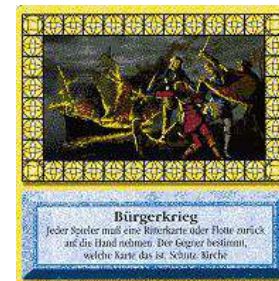 Bürgerkrieg
Jeder Spieler muß eine Ritterkarte oder Flotte zurück
auf die Hand nehmen. Der Gegner bestimmt,
welche Karte das ist. Schutz: Kirche